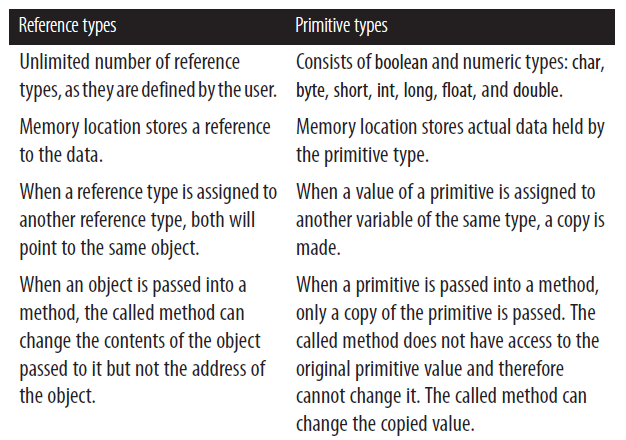 Reference types
Primitive types
Unlimited number of reference
types, as they are defined by the user.
Consists of boolean and numeric types: char,
byte, short, int, long, float, and double.
Memory location stores a reference
to the data.
Memory location stores actual data held by
the primitive type.
When a reference type is assigned to
another reference type, both will
point to the same object.
When a value of a primitive is assigned to
another variable of the same type, a copy is
made.
When an object is passed into a
method, the called method can
change the contents of the object
passed to it but not the address of
the object.
When a primitive is passed into a method,
only a copy of the primitive is passed. The
called method does not have access to the
original primitive value and therefore
cannot change it. The called method can
change the copied value.